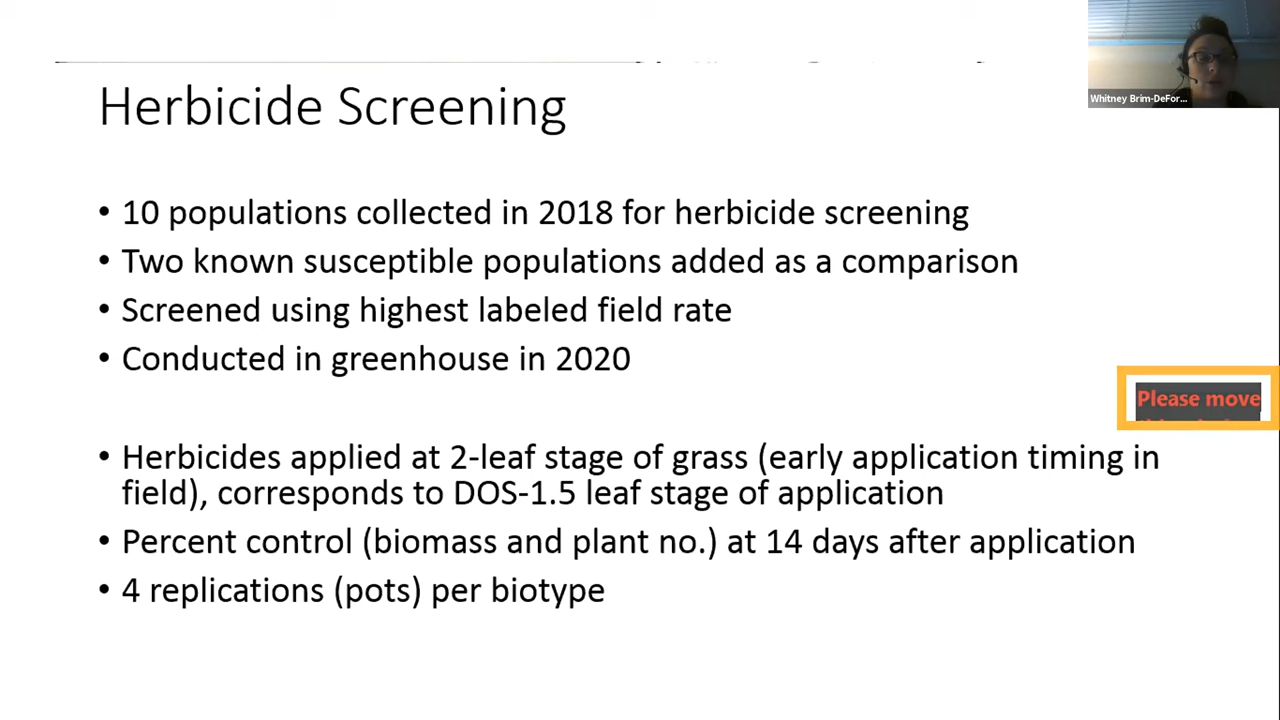 Whitney Brim-DeFor...
Herbicide Screening
• 10 populations collected in 2018 for herbicide screening
• Two known susceptible populations added as a comparison
• Screened using highest labeled field rate
• Conducted in greenhouse in 2020
Please move
• Herbicides applied at 2-leaf stage of grass (early application timing in
field), corresponds to DOS-1.5 leaf stage of application
• Percent control (biomass and plant no.) at 14 days after application
• 4 replications (pots) per biotype